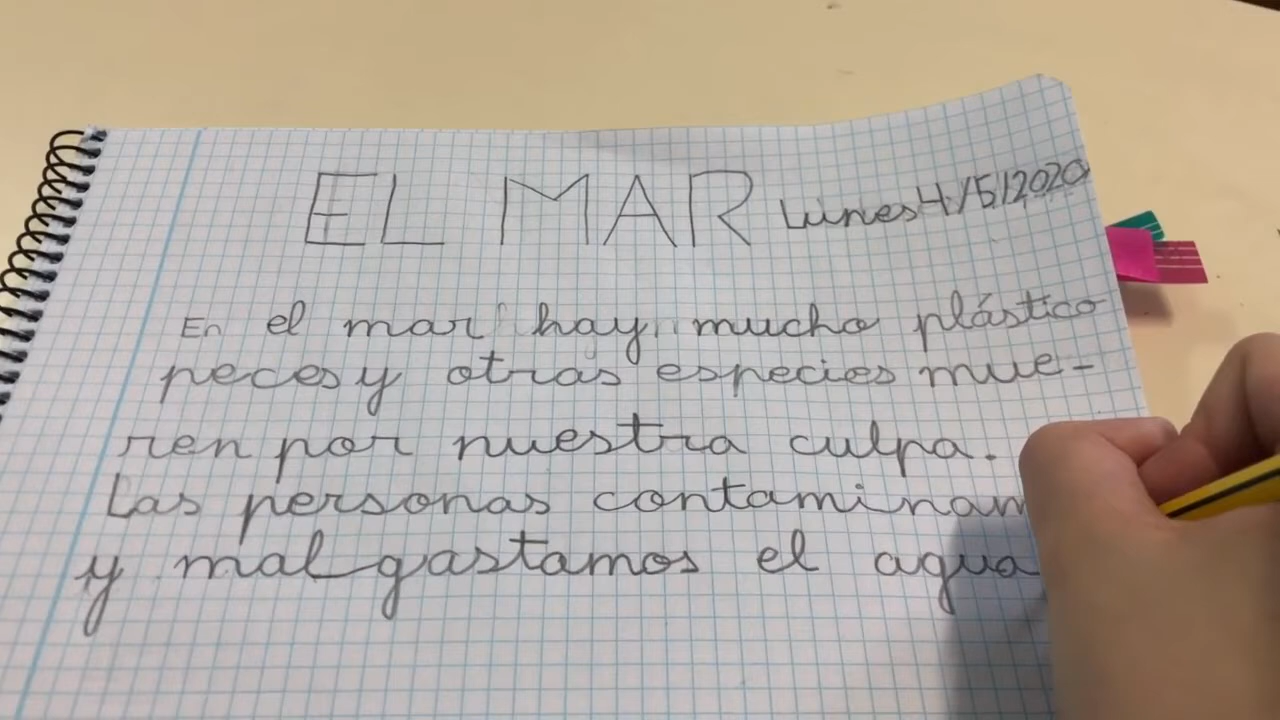 EL MAR Lunes 4/5/2020
En el mar hay mucho plástico
peces y otras especies mue-
ren por nuestra culpa.
Las personas contaminam
y malgastamos el agua